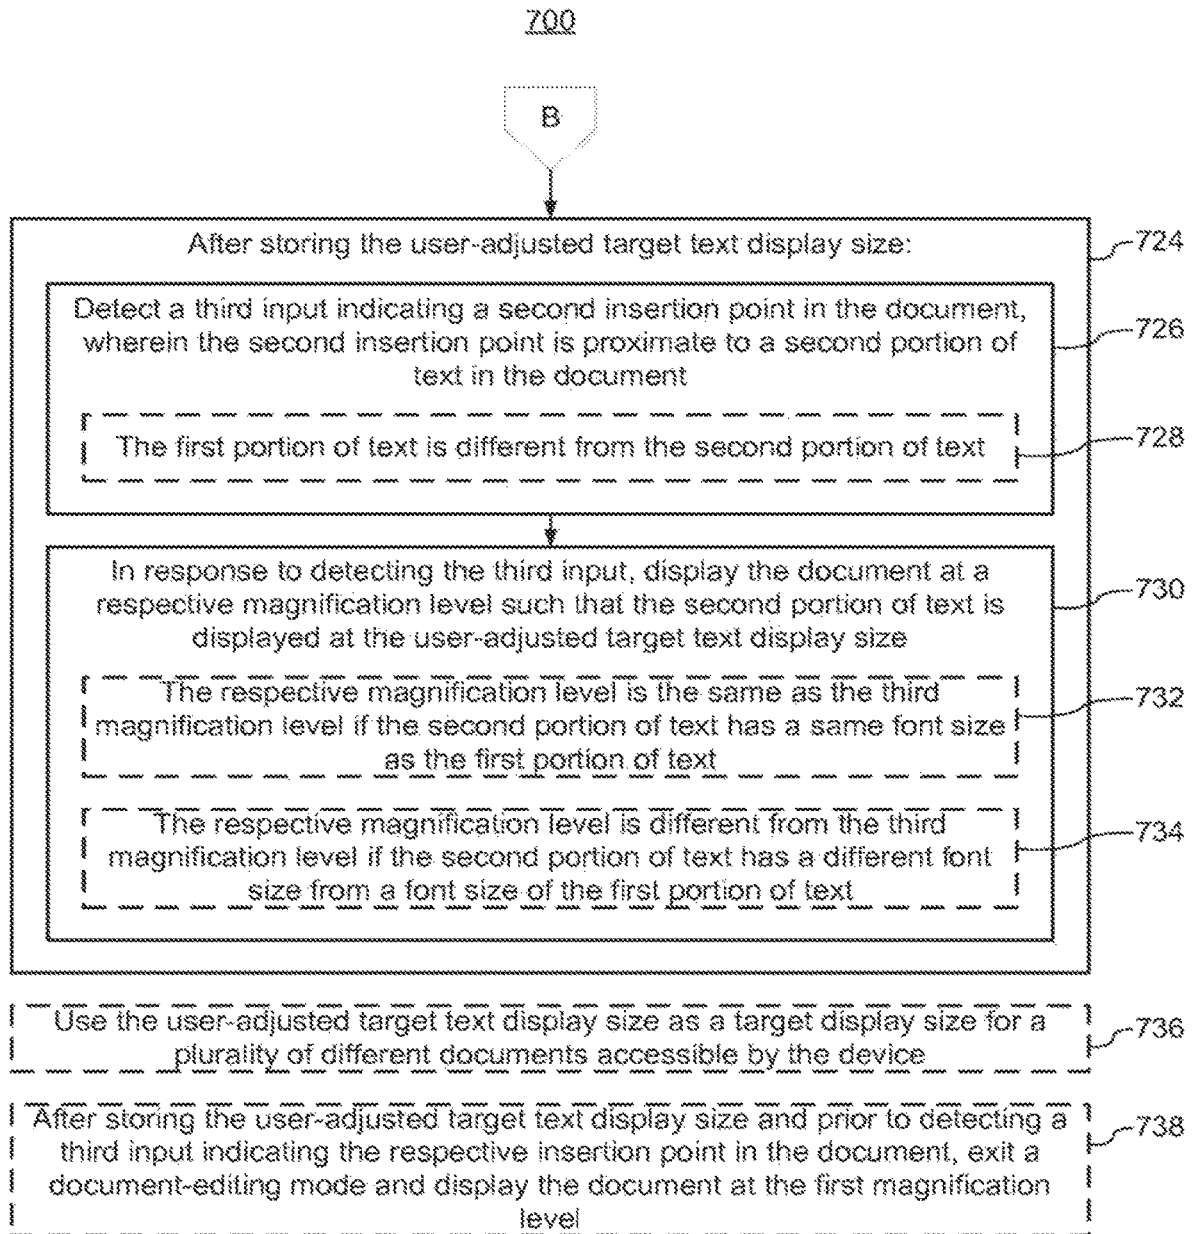 700
B
After storing the user-adjusted target text display size:
724
Detect a third input indicating a second insertion point in the document,
wherein the second insertion point is proximate to a second portion of
text in the document
726
The first portion of text is different from the second portion of text
728
In response to detecting the third input, display the document at a
respective magnification level such that the second portion of text is
displayed at the user-adjusted target text display size
730
The respective magnification level is the same as the third
magnification level if the second portion of text has a same font size
as the first portion of text
732
The respective magnification level is different from the third
magnification level if the second portion of text has a different font
size from a font size of the first portion of text
734
Use the user-adjusted target text display size as a target display size for a
plurality of different documents accessible by the device
736
After storing the user-adjusted target text display size and prior to detecting a
third input indicating the respective insertion point in the document, exit a
document-editing mode and display the document at the first magnification
level
738